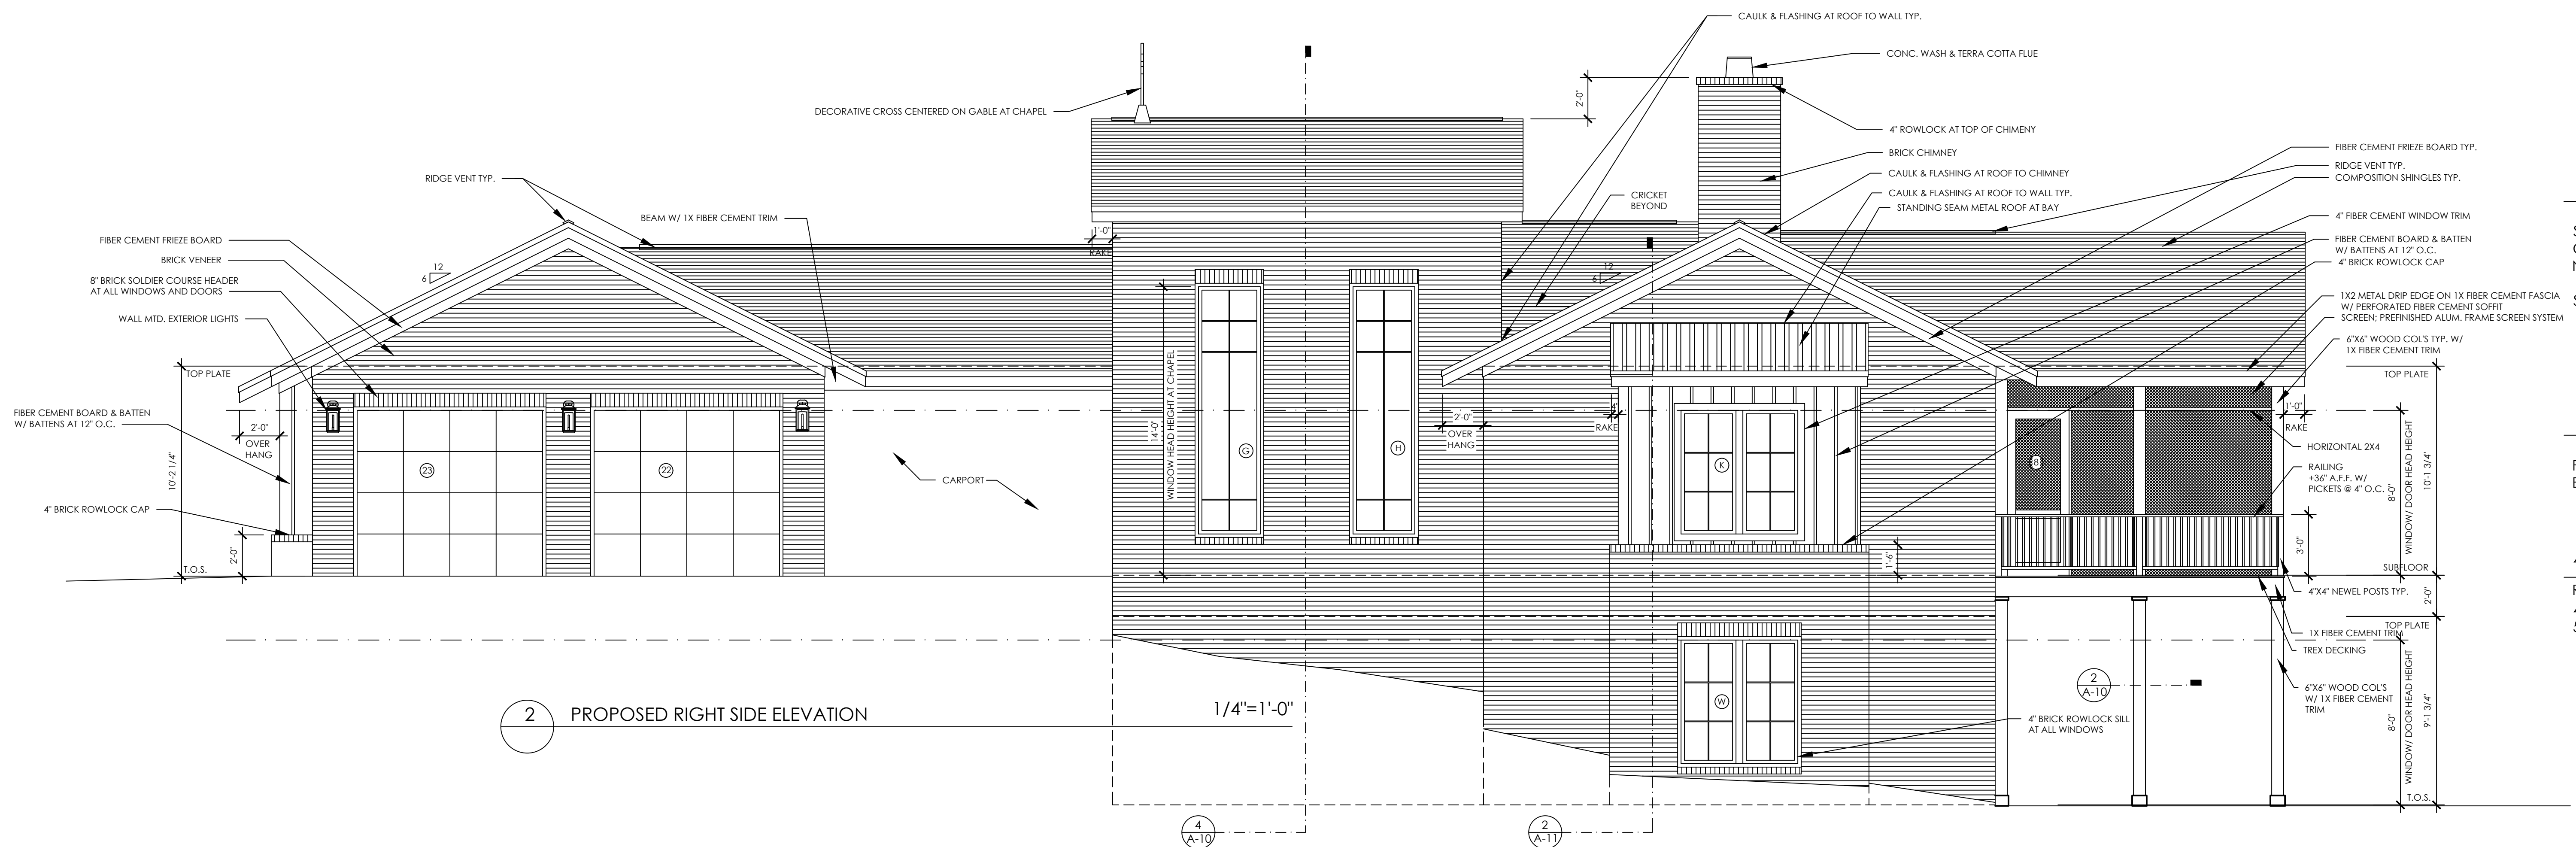 CAULK & FLASHING AT ROOF TO WALL TYP.
CONC. WASH & TERRA COTTA FLUE
2'-0"
DECORATIVE CROSS CENTERED ON GABLE AT CHAPEL
4" ROWLOCK AT TOP OF CHIMENY
BRICK CHIMNEY
FIBER CEMENT FRIEZE BOARD TYP.
RIDGE VENT TYP.
COMPOSITION SHINGLES TYP.
CAULK & FLASHING AT ROOF TO CHIMNEY
RIDGE VENT TYP.
CAULK & FLASHING AT ROOF TO WALL TYP.
CRICKET
BEYOND
STANDING SEAM METAL ROOF AT BAY
BEAM W/ 1X FIBER CEMENT TRIM
4" FIBER CEMENT WINDOW TRIM
1'-0"
RAKE
FIBER CEMENT FRIEZE BOARD
FIBER CEMENT BOARD & BATTEN
W/ BATTENS AT 12" O.C.
BRICK VENEER
4" BRICK ROWLOCK CAP
12
6
12
6
8" BRICK SOLDIER COURSE HEADER
AT ALL WINDOWS AND DOORS
1X2 METAL DRIP EDGE ON 1X FIBER CEMENT FASCIA
W/ PERFORATED FIBER CEMENT SOFFIT
WALL MTD. EXTERIOR LIGHTS
SCREEN; PREFINISHED ALUM. FRAME SCREEN SYSTEM
6"X6" WOOD COL'S TYP. W/
1X FIBER CEMENT TRIM
TOP PLATE
TOP PLATE
FIBER CEMENT BOARD & BATTEN
W/ BATTENS AT 12" O.C.
2'-0"
OVER
HANG
2'-0"
OVER
HANG
4"
RAKE
1'-0"
RAKE
HORIZONTAL 2X4
14'-0"
WINDOW HEAD HEIGHT AT CHAPEL
G
H
K
8
23
22
10'-2 1/4"
RAILING
+36" A.F.F. W/
PICKETS @ 4" O.C.
8'-0"
WINDOW/ DOOR HEAD HEIGHT
10'-1 3/4"
CARPORT
4" BRICK ROWLOCK CAP
2'-0"
1'-6"
3'-0"
T.O.S.
SUBFLOOR
4"X4" NEWEL POSTS TYP.
2'-0"
TOP PLATE
1X FIBER CEMENT TRIM
TREX DECKING
2
A-10
6"X6" WOOD COL'S
W/ 1X FIBER CEMENT
TRIM
8'-0"
WINDOW/ DOOR HEAD HEIGHT
9'-1 3/4"
W
2
PROPOSED RIGHT SIDE ELEVATION
1/4"=1'-0"
4" BRICK ROWLOCK SILL
AT ALL WINDOWS
T.O.S.
4
A-10
2
A-11